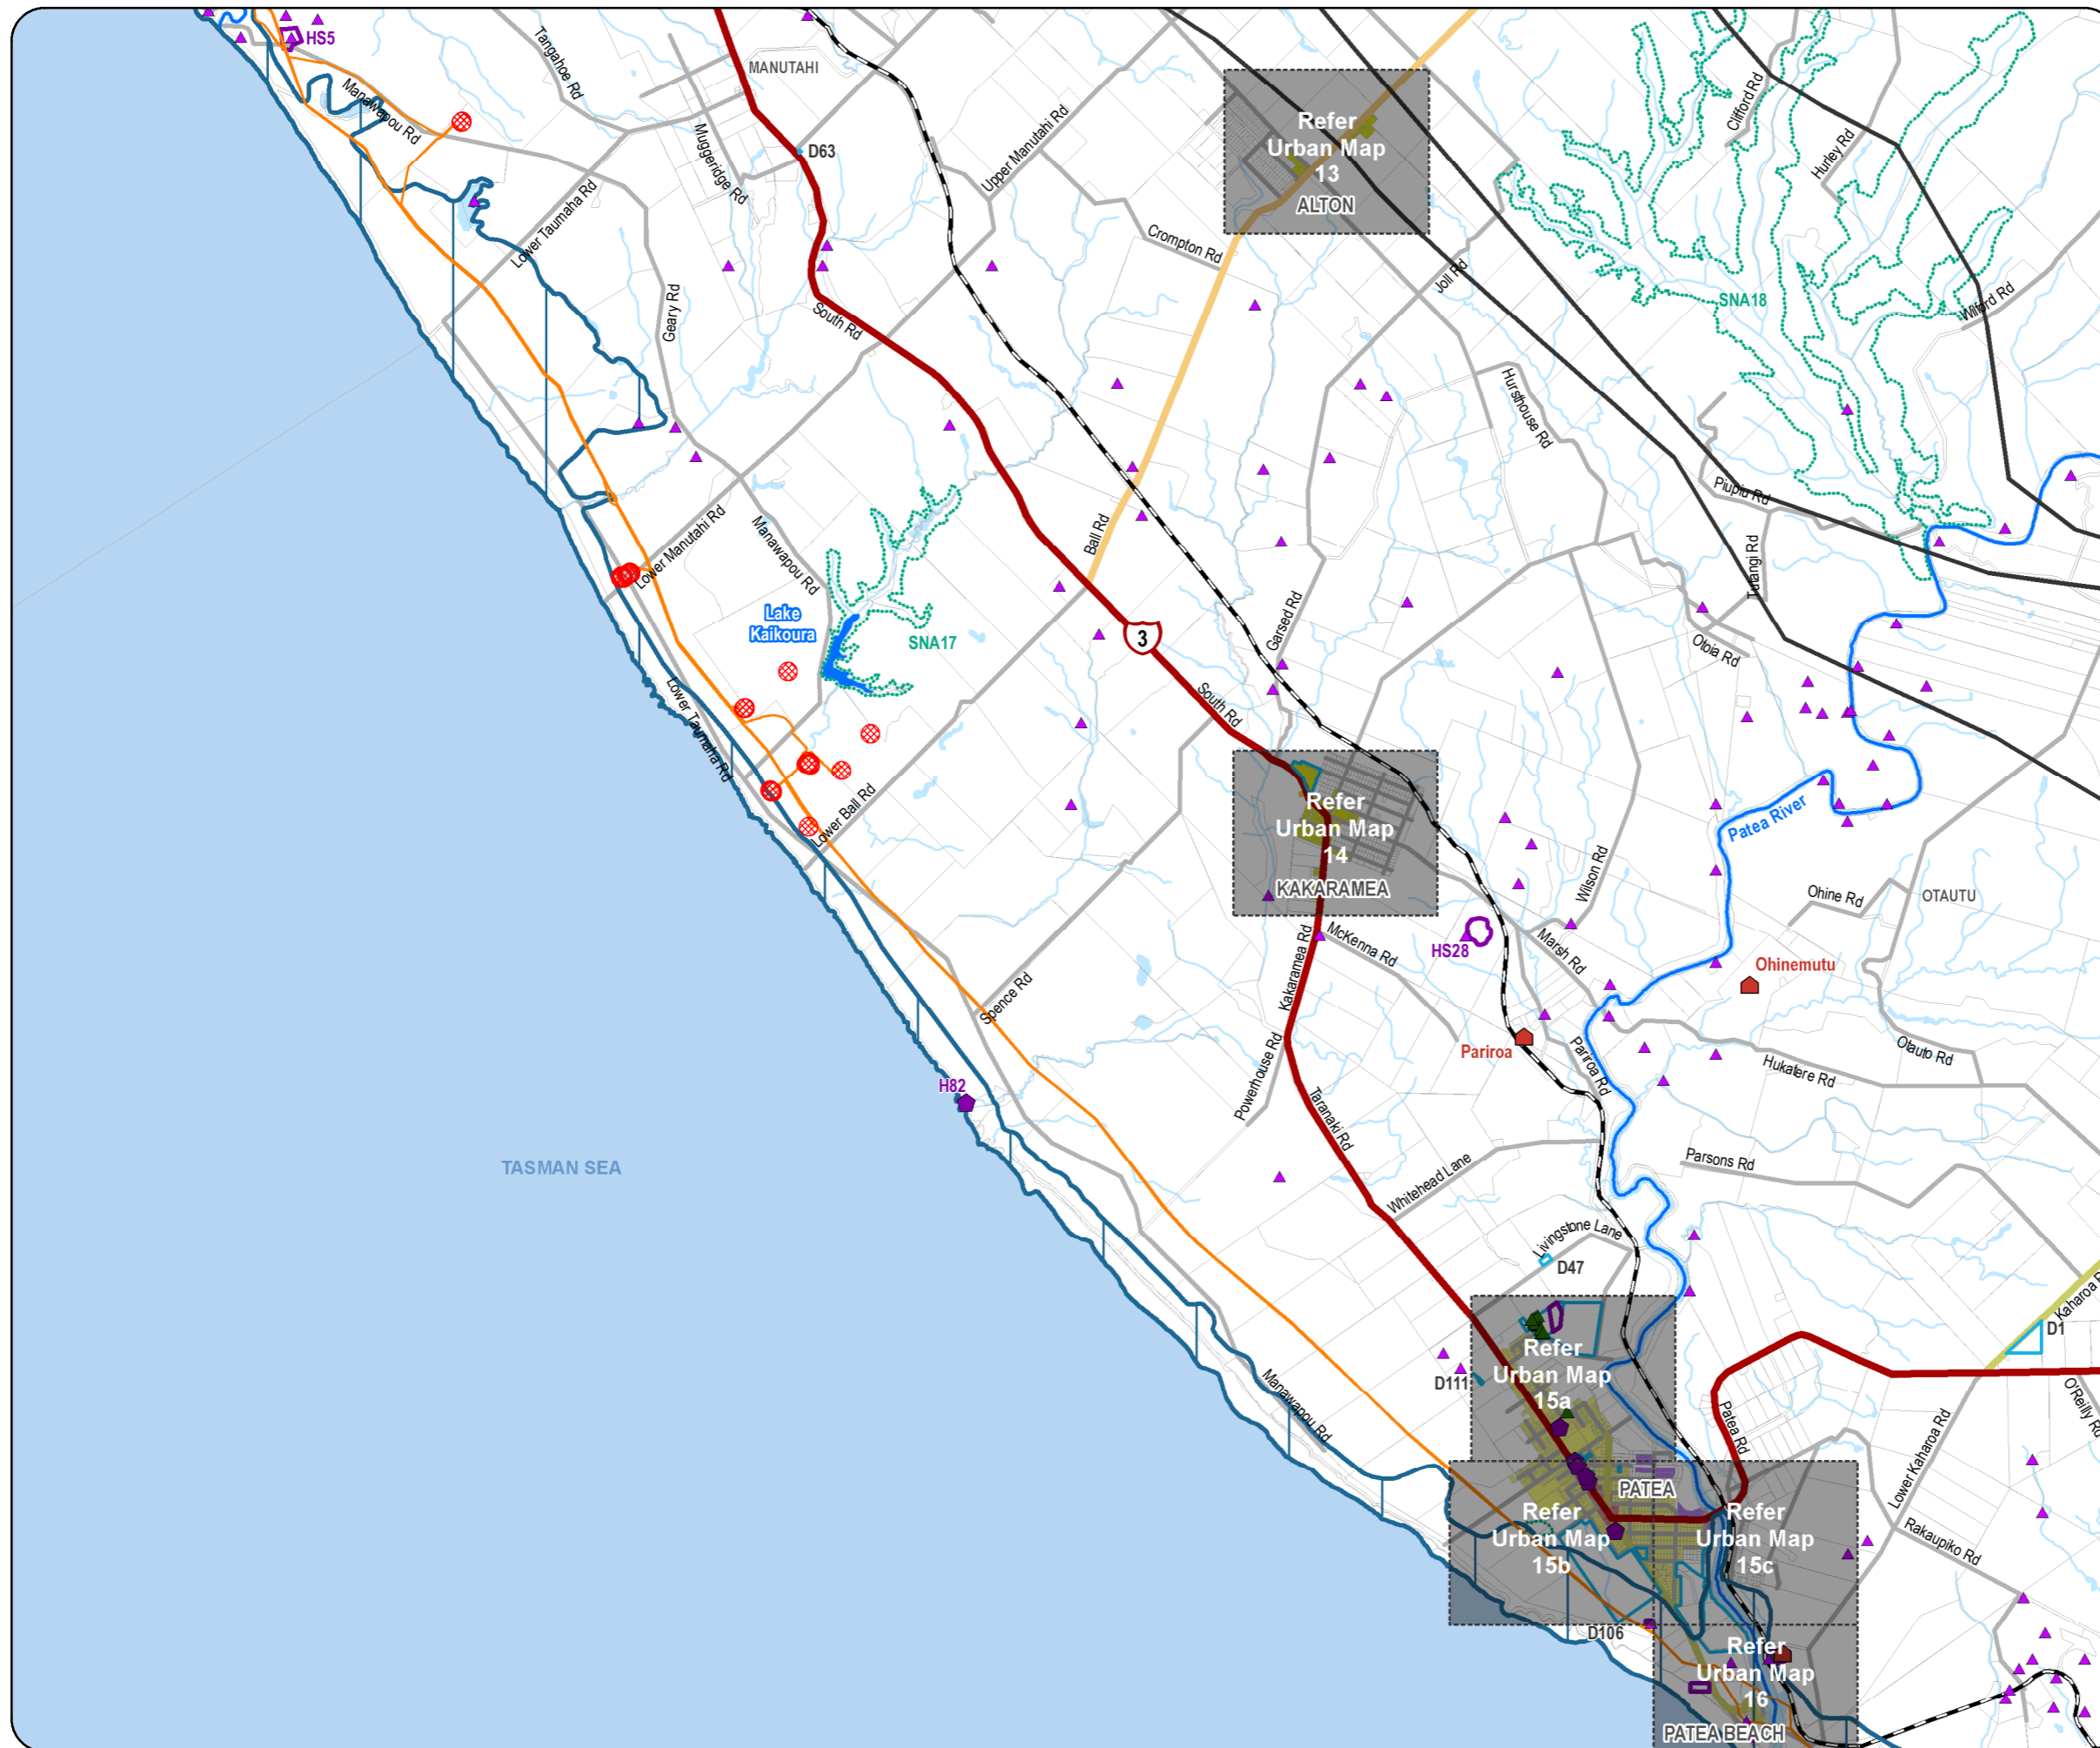 HS5
Manawapou Rd
Tangahoe Rd
MANUTAHI
Muggeridge Rd
D63
Upper Manutahi Rd
Refer
Urban Map
13
ALTON
Crompton Rd
Clifford Rd
Hurley Rd
Wilford Rd
SNA18
Joll Rd
Lower Taumaha Rd
Geary Rd
South Rd
Hursthouse Rd
Piupiu Rd
Tutangi Rd
Otoia Rd
Ball Rd
Garsed Rd
Lower Manutahi Rd
Manawapou Rd
Lake
Kaikoura
SNA17
3
South Rd
Lower Taumaha Rd
Lower Ball Rd
Refer
Urban Map
14
KAKARAMEA
Patea River
Wilson Rd
Ohine Rd
OTAUTU
McKenna Rd
HS28
Marsh Rd
Ohinemutu
Kakaramea Rd
Spence Rd
Pariroa
Pariroa Rd
Otauto Rd
Hukatere Rd
H82
Powerhouse Rd
Taranaki Rd
TASMAN SEA
Whitehead Lane
Parsons Rd
Livingstone Lane
D47
Kaharoa R
D1
Refer
Urban Map
15a
D111
Manawapou Rd
Patea Rd
Lower Kaharoa Rd
O'Reilly Rd
PATEA
Refer
Urban Map
15b
Refer
Urban Map
15c
Rakaupiko Rd
D106
Refer
Urban Map
16
PATEA BEACH